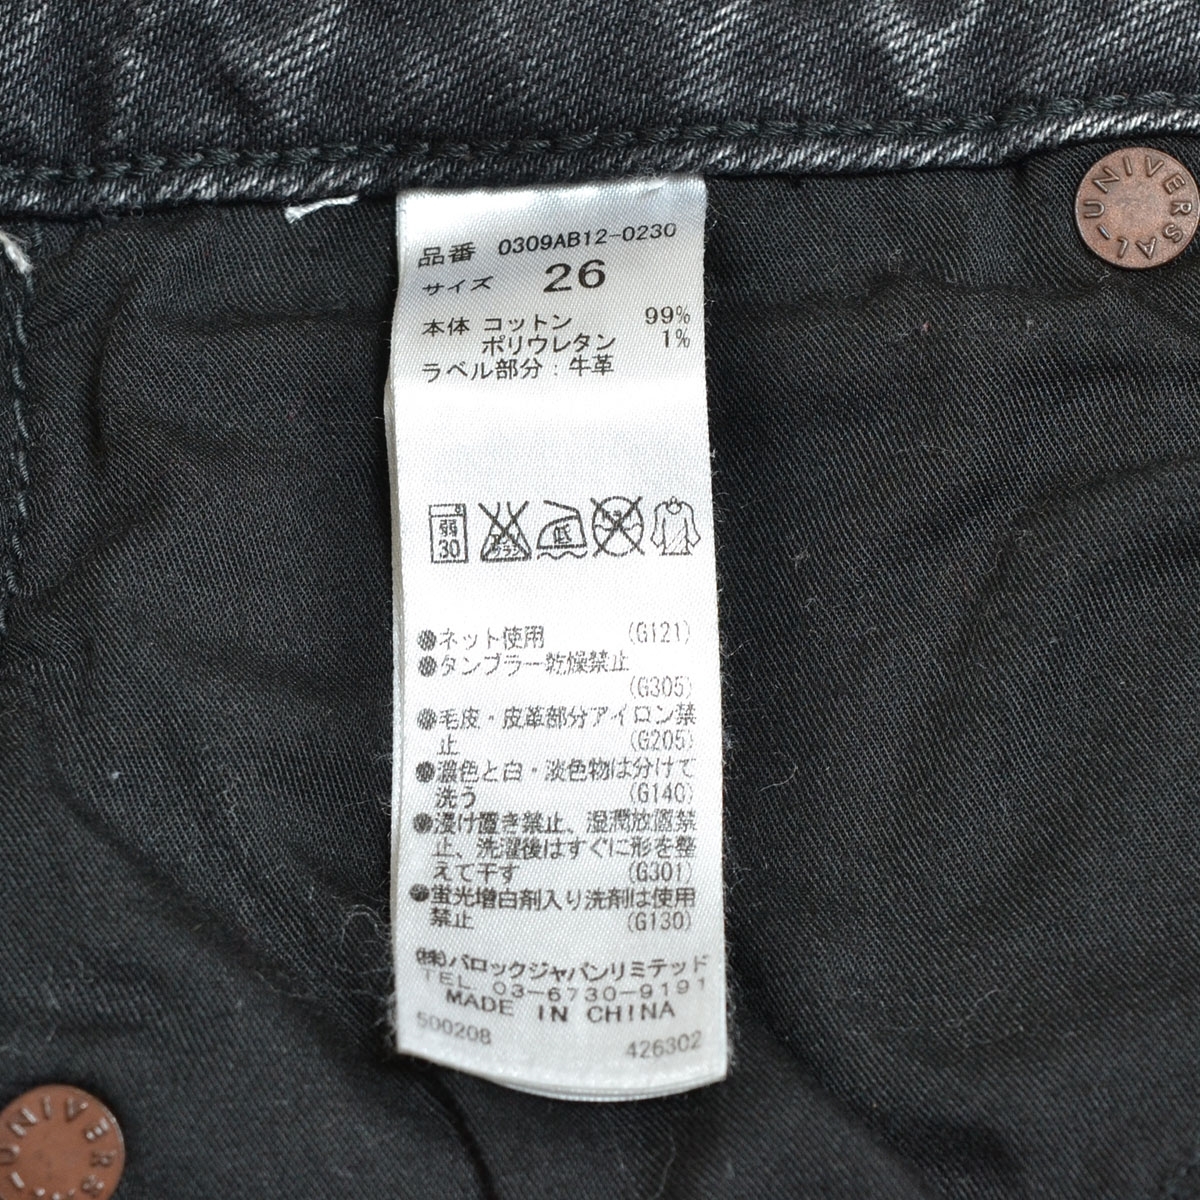 UNIVERSAL
品番 0309AB12-0230
サイズ 26
本体 コットン 99%
ポリウレタン 1%
ラベル部分：牛革
弱
30
低
●ネット使用 (G121)
●タンブラー乾燥禁止
(G305)
●毛皮・皮革部分アイロン禁
止 (G205)
●濃色と白・淡色物は分けて
洗う (G140)
●浸け置き禁止、湿潤放置禁
止、洗濯後はすぐに形を整
えて干す (G301)
●蛍光増白剤入り洗剤は使用
禁止 (G130)
(株)バロックジャパンリミテッド
TEL 03-6730-9191
MADE IN CHINA
500208 426302
UNIVERS